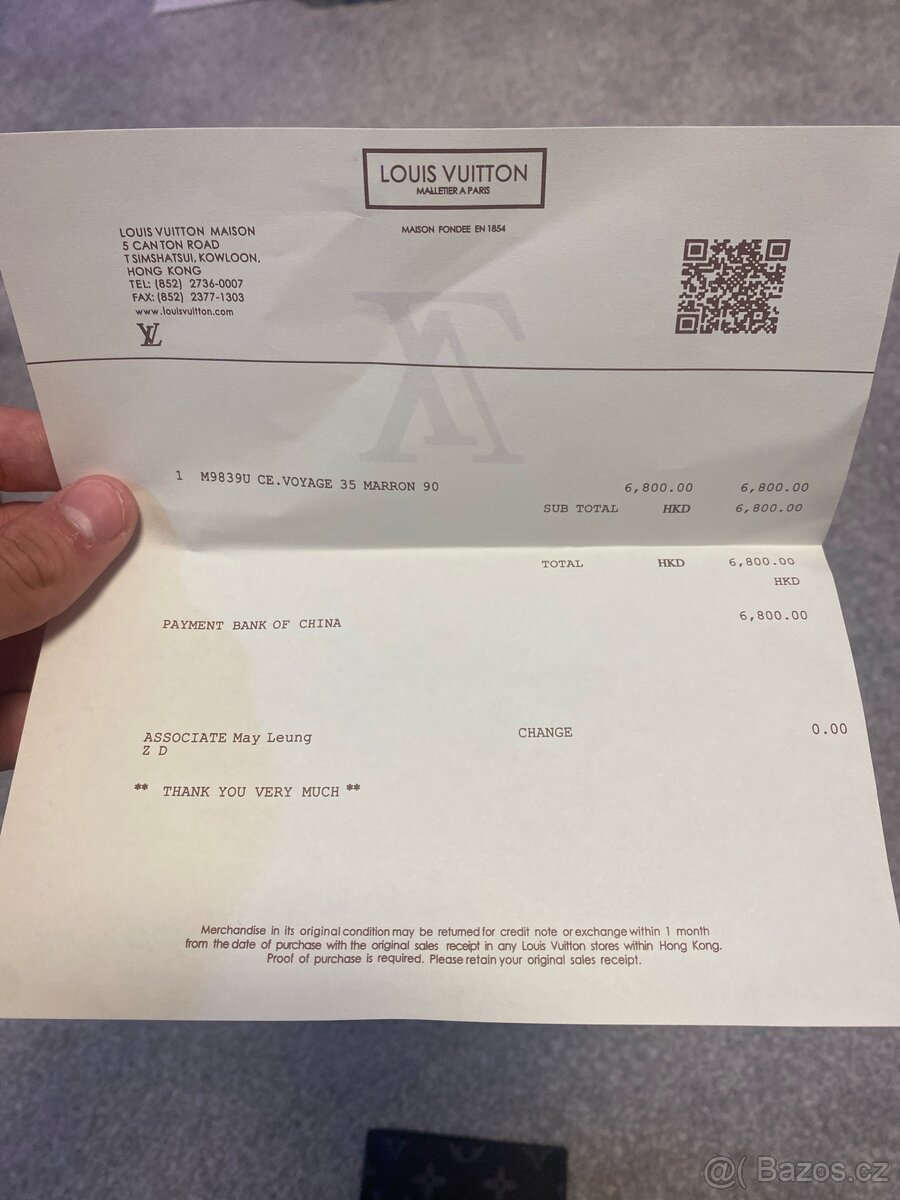 LOUIS VUITTON
MALLETIER A PARIS
MAISON FONDEE EN 1854
LOUIS VUITTON MAISON
5 CANTON ROAD
TSIMSHATSUI, KOWLOON,
HONG KONG
TEL: (852) 2736-0007
FAX: (852) 2377-1303
www.louisvuitton.com
LV
1 M9839U CE.VOYAGE 35 MARRON 90 6,800.00 6,800.00
SUB TOTAL HKD 6,800.00
TOTAL HKD 6,800.00
HKD
PAYMENT BANK OF CHINA 6,800.00
ASSOCIATE May Leung CHANGE 0.00
Z D
** THANK YOU VERY MUCH **
Merchandise in its original condition may be returned for credit note or exchange within 1 month
from the date of purchase with the original sales receipt in any Louis Vuitton stores within Hong Kong.
Proof of purchase is required. Please retain your original sales receipt.
@( Bazos.cz